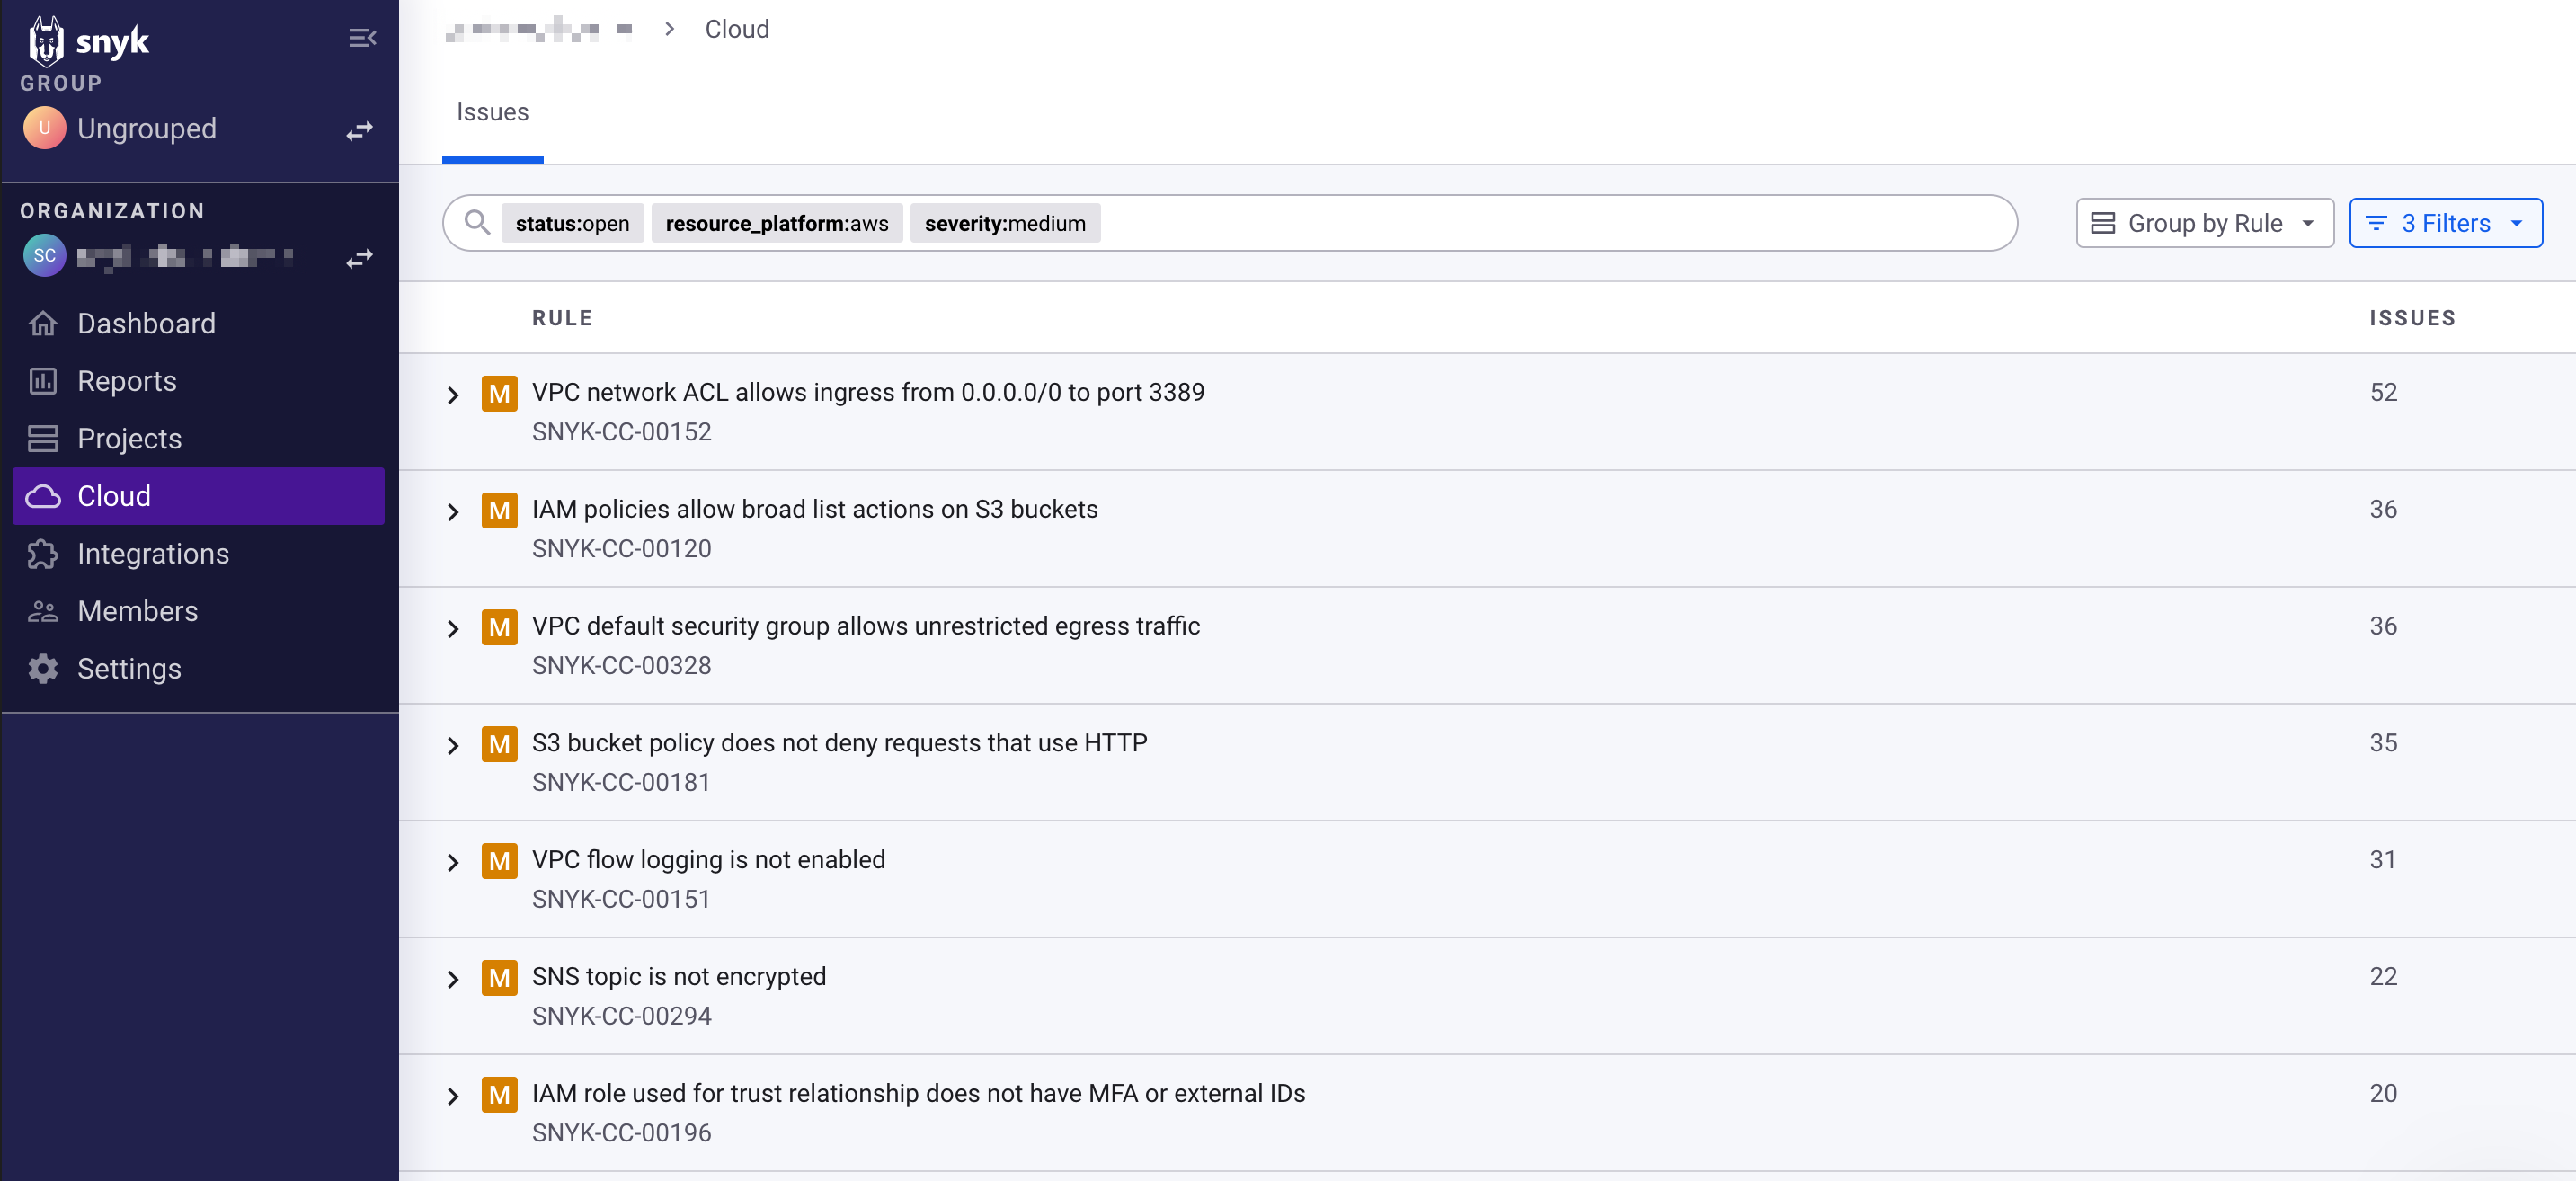 snyk
GROUP
U Ungrouped
ORGANIZATION
SC
Dashboard
Reports
Projects
Cloud
Integrations
Members
Settings
Cloud
Issues
status:open resource_platform:aws severity:medium
Group by Rule
3 Filters
RULE ISSUES
M VPC network ACL allows ingress from 0.0.0.0/0 to port 3389 52
SNYK-CC-00152
M IAM policies allow broad list actions on S3 buckets 36
SNYK-CC-00120
M VPC default security group allows unrestricted egress traffic 36
SNYK-CC-00328
M S3 bucket policy does not deny requests that use HTTP 35
SNYK-CC-00181
M VPC flow logging is not enabled 31
SNYK-CC-00151
M SNS topic is not encrypted 22
SNYK-CC-00294
M IAM role used for trust relationship does not have MFA or external IDs 20
SNYK-CC-00196